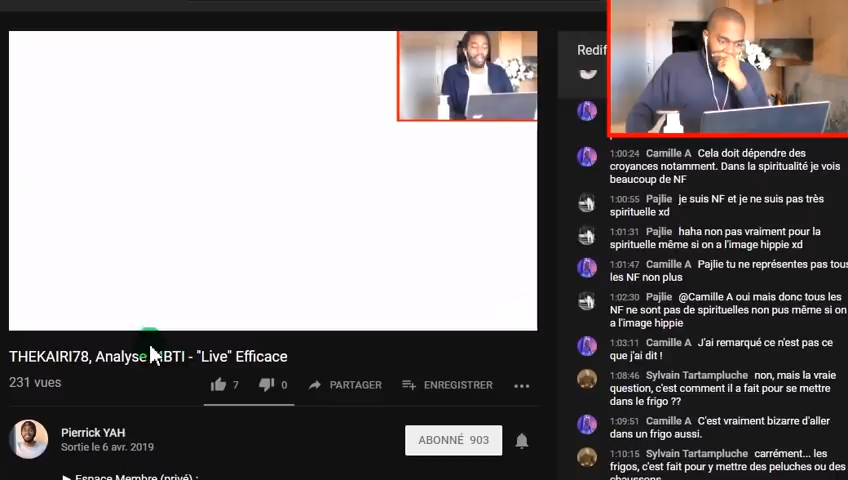 Redif
1:00:24 Camille A Cela doit dépendre des
croyances notamment. Dans la spiritualité je vois
beaucoup de NF
1:00:55 Pajlie je suis NF et je ne suis pas très
spirituelle xd
1:01:31 Pajlie haha non pas vraiment pour la
spirituelle même si on a l'image hippie xd
1:01:47 Camille A Pajlie tu ne représentes pas tous
les NF non plus
1:02:30 Pajlie @Camille A oui mais donc tous les
NF ne sont pas de spirituelles non pus même si on
a l'image hippie
1:03:11 Camille A J'ai remarqué ce n'est pas ce
que j'ai dit !
1:08:46 Sylvain Tartampluche non, mais la vraie
question, c'est comment il a fait pour se mettre
dans le frigo ??
1:09:51 Camille A C'est vraiment bizarre d'aller
dans un frigo aussi.
1:10:15 Sylvain Tartampluche carrément... les
frigos, c'est fait pour y mettre des peluches ou des
chaussons
THEKAIRI78, Analyse MBTI - "Live" Efficace
231 vues
7
0
PARTAGER
ENREGISTRER
Pierrick YAH
Sortie le 6 avr. 2019
ABONNÉ 903
▶ Espace Membre (privé) :